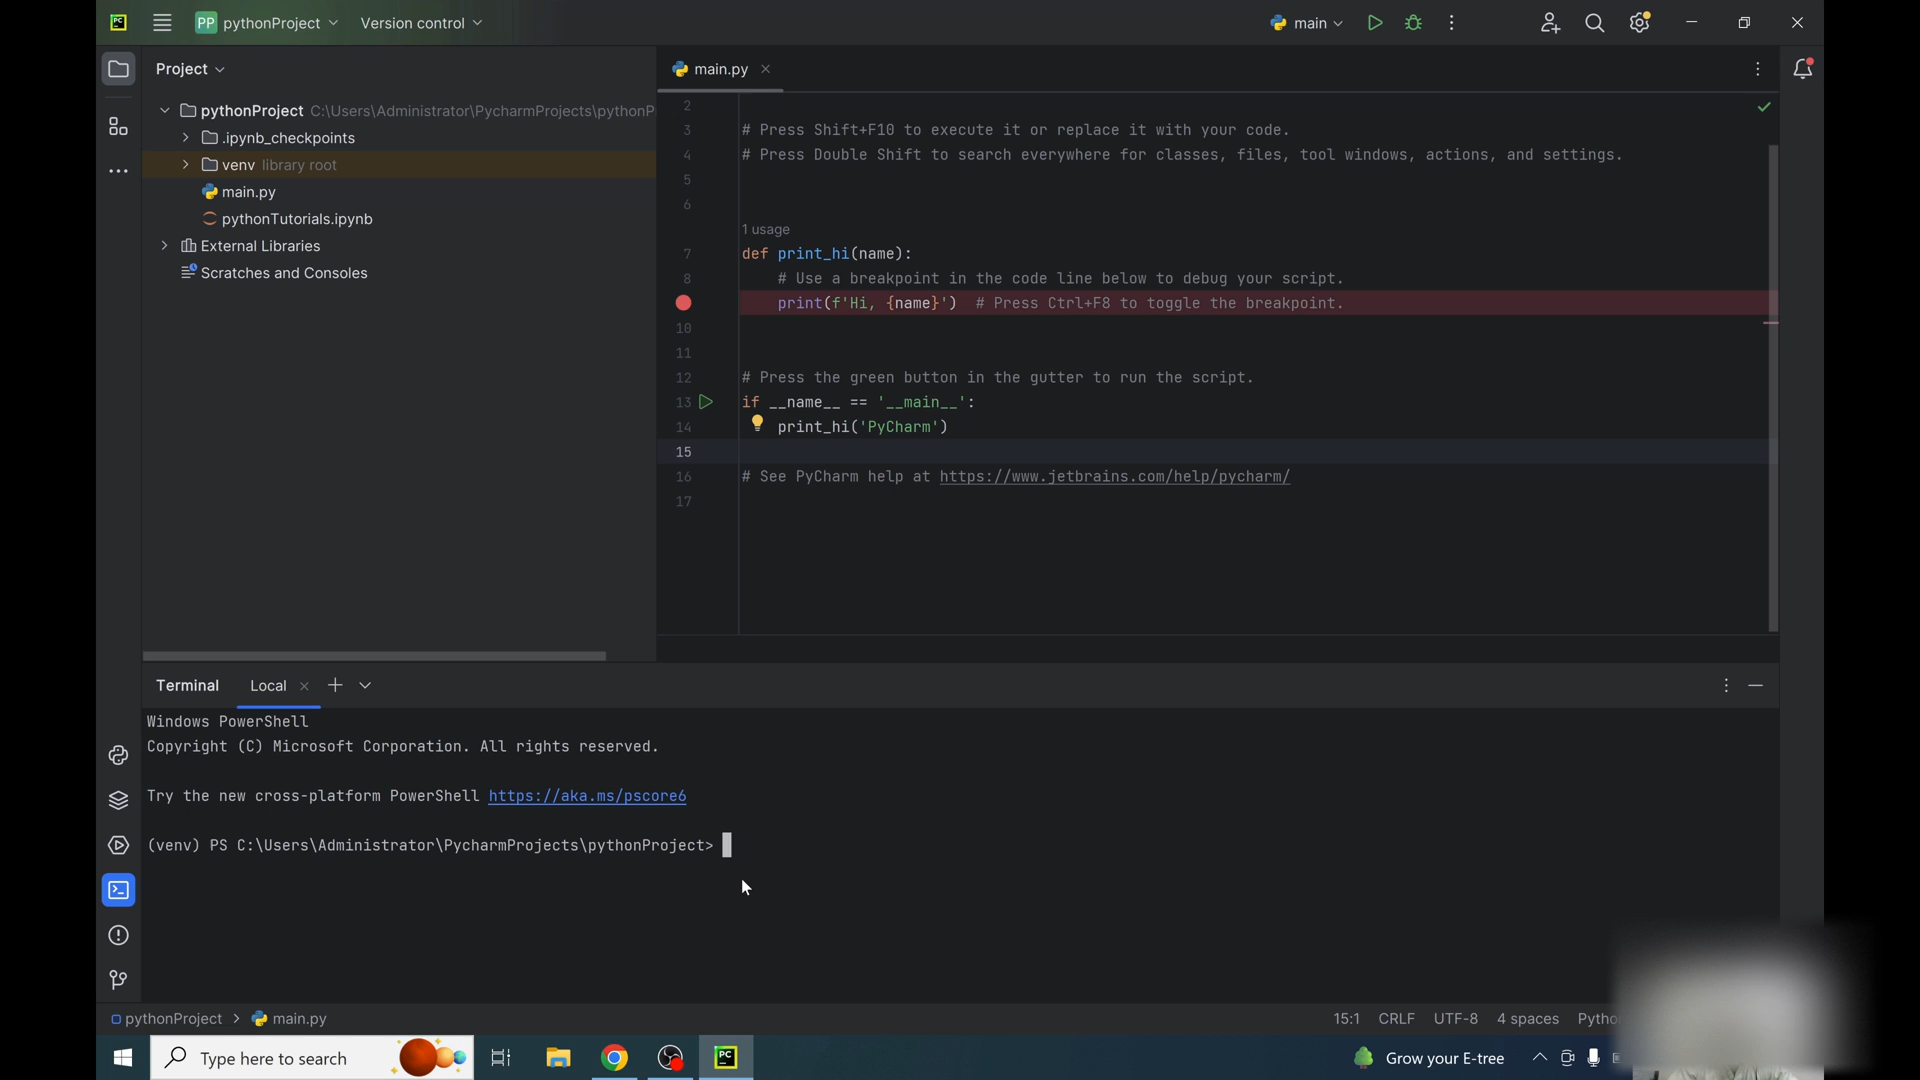 PC
PP pythonProject
Version control
main
Project
main.py
pythonProject C:\Users\Administrator\PycharmProjects\pythonP
.ipynb_checkpoints
venv library root
main.py
pythonTutorials.ipynb
External Libraries
Scratches and Consoles
2
3 # Press Shift+F10 to execute it or replace it with your code.
4 # Press Double Shift to search everywhere for classes, files, tool windows, actions, and settings.
5
6
1 usage
7 def print_hi(name):
8 # Use a breakpoint in the code line below to debug your script.
print(f'Hi, {name}') # Press Ctrl+F8 to toggle the breakpoint.
10
11
12 # Press the green button in the gutter to run the script.
13 if __name__ == '__main__':
14 print_hi('PyCharm')
15
16 # See PyCharm help at https://www.jetbrains.com/help/pycharm/
17
Terminal
Local
Windows PowerShell
Copyright (C) Microsoft Corporation. All rights reserved.
Try the new cross-platform PowerShell https://aka.ms/pscore6
(venv) PS C:\Users\Administrator\PycharmProjects\pythonProject>
pythonProject > main.py
15:1 CRLF UTF-8 4 spaces
Type here to search
PC
Grow your E-tree